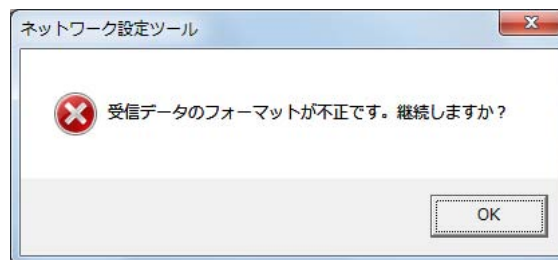 ネットワーク設定ツール
受信データのフォーマットが不正です。継続しますか？
OK